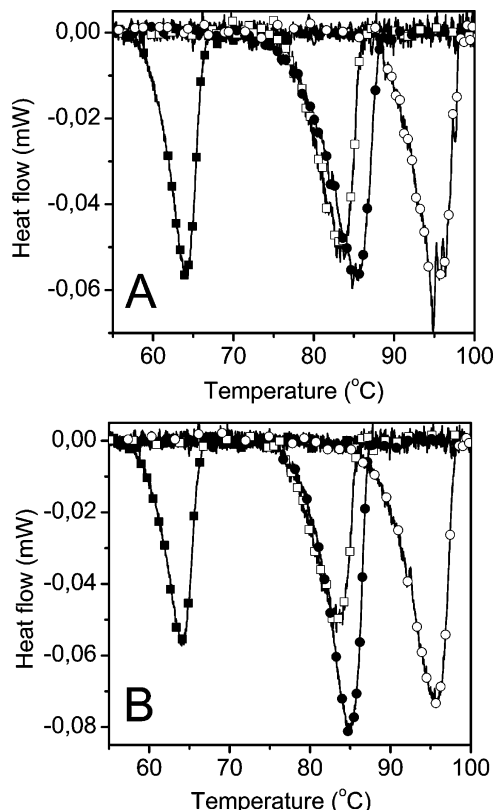 0,00
-0,02
-0,04
-0,06
Heat flow (mW)
A
60 70 80 90 100
Temperature (°C)
0,00
-0,02
-0,04
-0,06
-0,08
Heat flow (mW)
B
60 70 80 90 100
Temperature (°C)